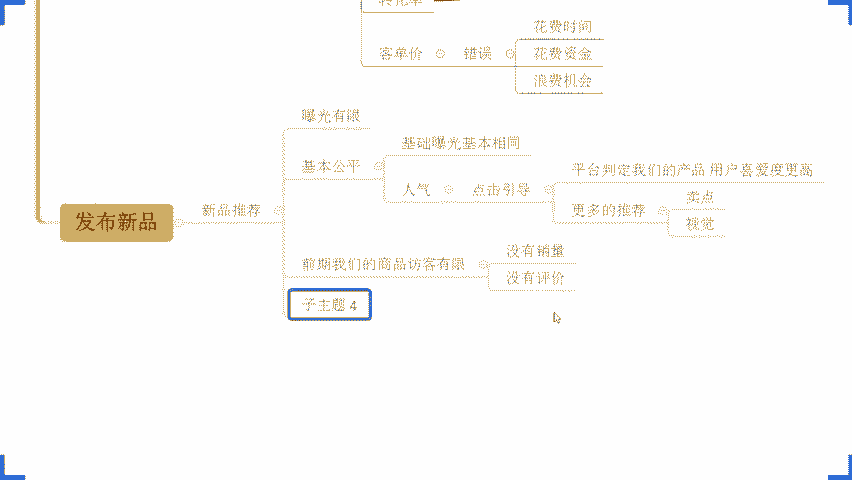 转化率
花费时间
客单价 错误 花费资金
浪费机会
曝光有限
基础曝光基本相同
基本公平
平台判定我们的产品 用户喜爱度更高
人气 点击引导
卖点
发布新品 新品推荐 更多的推荐
视觉
没有销量
前期我们的商品访客有限
没有评价
子主题 4